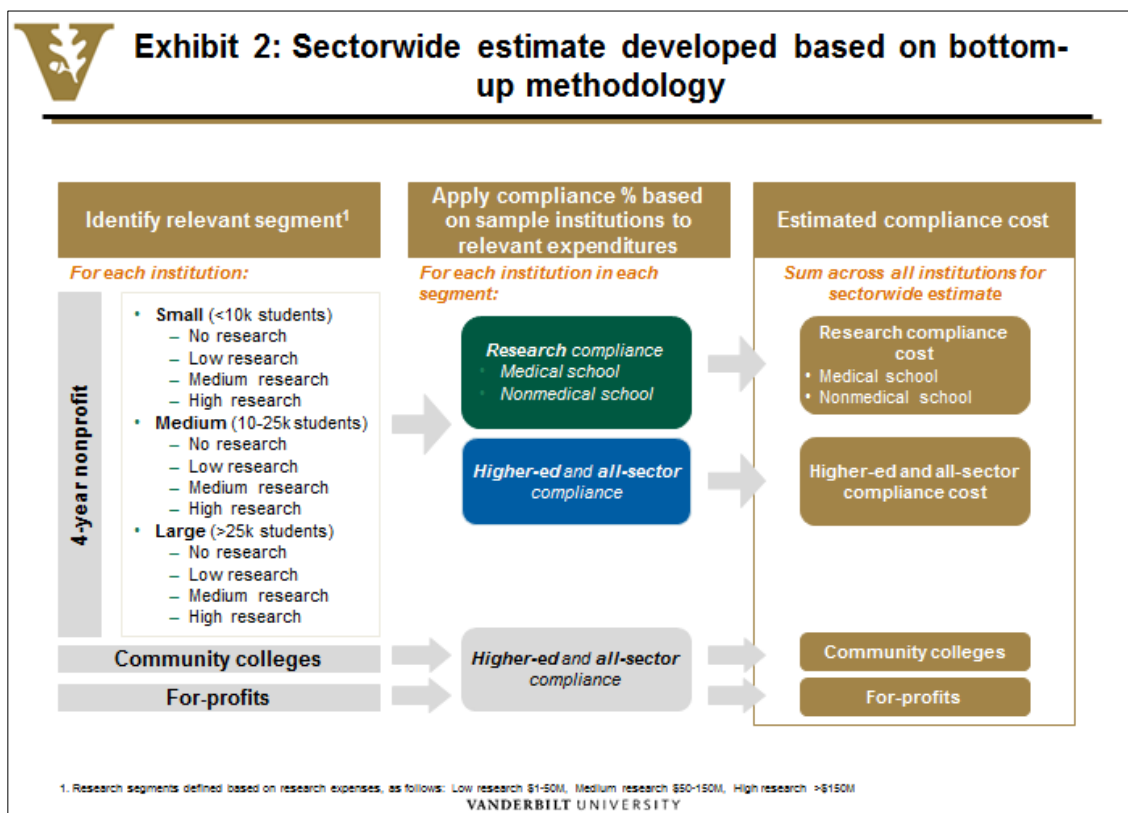 Exhibit 2: Sectorwide estimate developed based on bottom-
up methodology
Identify relevant segment1
Apply compliance % based
on sample institutions to
relevant expenditures
Estimated compliance cost
For each institution:
For each institution in each
segment:
Sum across all institutions for
sectorwide estimate
4-year nonprofit
• Small (<10k students)
– No research
– Low research
– Medium research
– High research
• Medium (10-25k students)
– No research
– Low research
– Medium research
– High research
• Large (>25k students)
– No research
– Low research
– Medium research
– High research
Research compliance
• Medical school
• Nonmedical school
Higher-ed and all-sector
compliance
Research compliance
cost
• Medical school
• Nonmedical school
Higher-ed and all-sector
compliance cost
Community colleges
For-profits
Higher-ed and all-sector
compliance
Community colleges
For-profits
1. Research segments defined based on research expenses, as follows: Low research $1-50M, Medium research $50-150M, High research >$150M
VANDERBILT UNIVERSITY